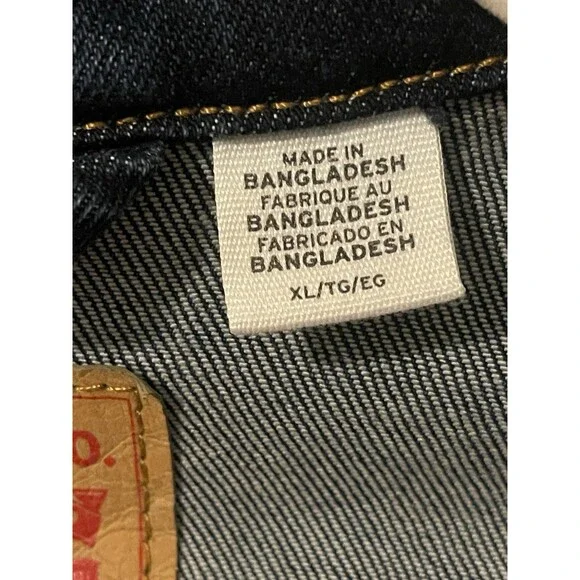 MADE IN
BANGLADESH
FABRIQUE AU
BANGLADESH
FABRICADO EN
BANGLADESH
XL/TG/EG
o.